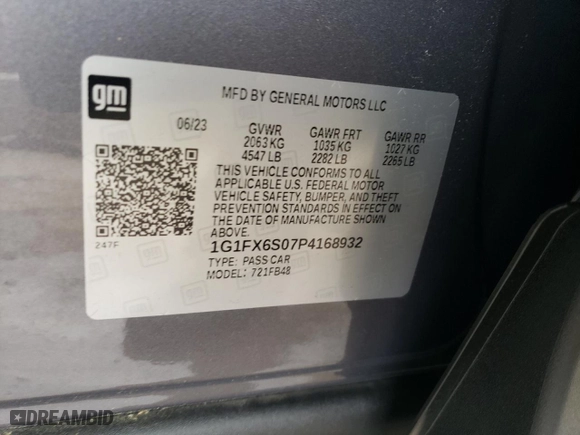 gm
MFD BY GENERAL MOTORS LLC
06/23 GVWR GAWR FRT GAWR RR
2063 KG 1035 KG 1027 KG
4547 LB 2282 LB 2265 LB
THIS VEHICLE CONFORMS TO ALL
APPLICABLE U.S. FEDERAL MOTOR
VEHICLE SAFETY, BUMPER, AND THEFT
PREVENTION STANDARDS IN EFFECT ON
THE DATE OF MANUFACTURE SHOWN
ABOVE.
247F
1G1FX6S07P4168932
TYPE: PASS CAR
MODEL: 721FB48
DREAMBID